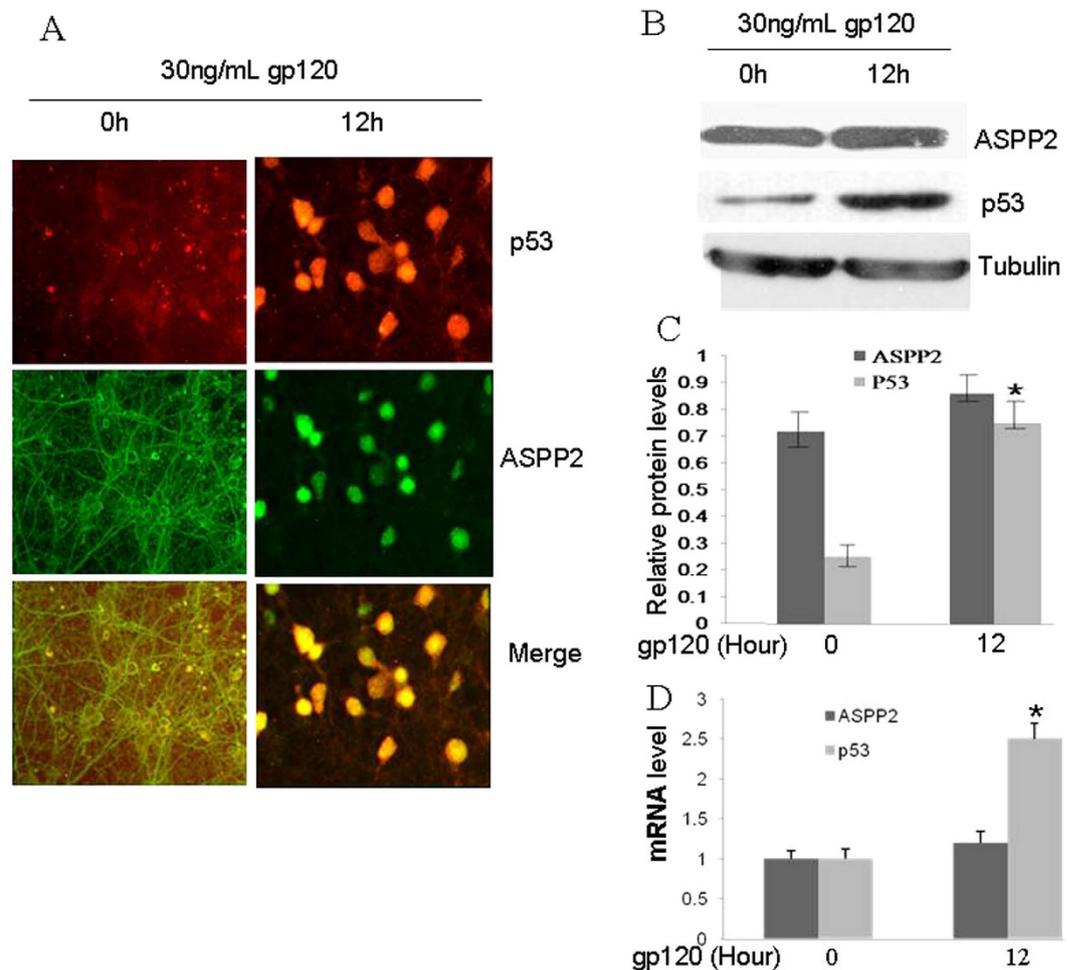 A
30ng/mL gp120
0h 12h
p53
ASPP2
Merge
B
30ng/mL gp120
0h 12h
ASPP2
p53
Tubulin
C
Relative protein levels
1
0.9
0.8
0.7
0.6
0.5
0.4
0.3
0.2
0.1
0
ASPP2
P53
*
gp120 (Hour) 0 12
D
mRNA level
3
2.5
2
1.5
1
0.5
0
ASPP2
p53
*
gp120 (Hour) 0 12